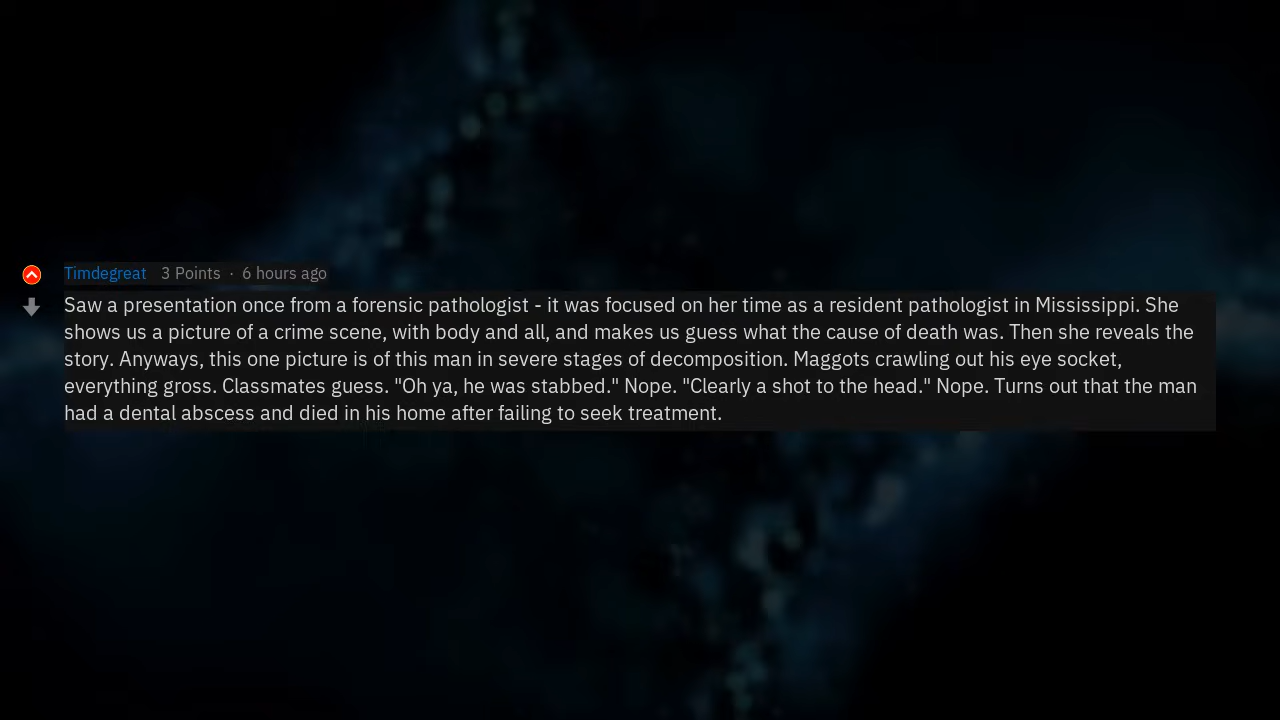 Timdegreat 3 Points · 6 hours ago
Saw a presentation once from a forensic pathologist - it was focused on her time as a resident pathologist in Mississippi. She
shows us a picture of a crime scene, with body and all, and makes us guess what the cause of death was. Then she reveals the
story. Anyways, this one picture is of this man in severe stages of decomposition. Maggots crawling out his eye socket,
everything gross. Classmates guess. "Oh ya, he was stabbed." Nope. "Clearly a shot to the head." Nope. Turns out that the man
had a dental abscess and died in his home after failing to seek treatment.